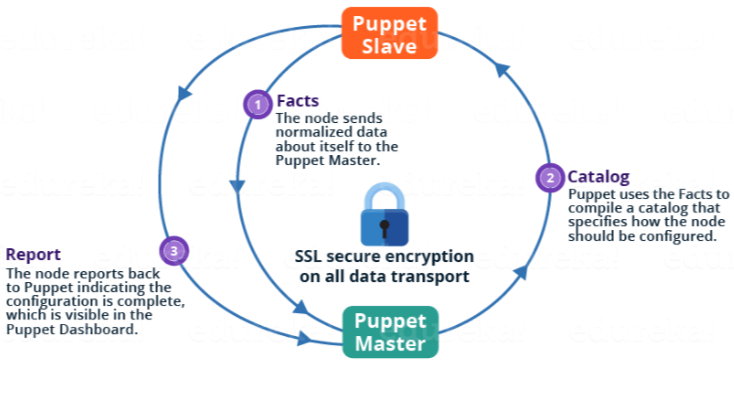 Puppet
Slave
1
Facts
The node sends
normalized data
about itself to the
Puppet Master.
2
Catalog
Puppet uses the Facts to
compile a catalog that
specifies how the node
should be configured.
3
Report
The node reports back
to Puppet indicating the
configuration is complete,
which is visible in the
Puppet Dashboard.
SSL secure encryption
on all data transport
Puppet
Master